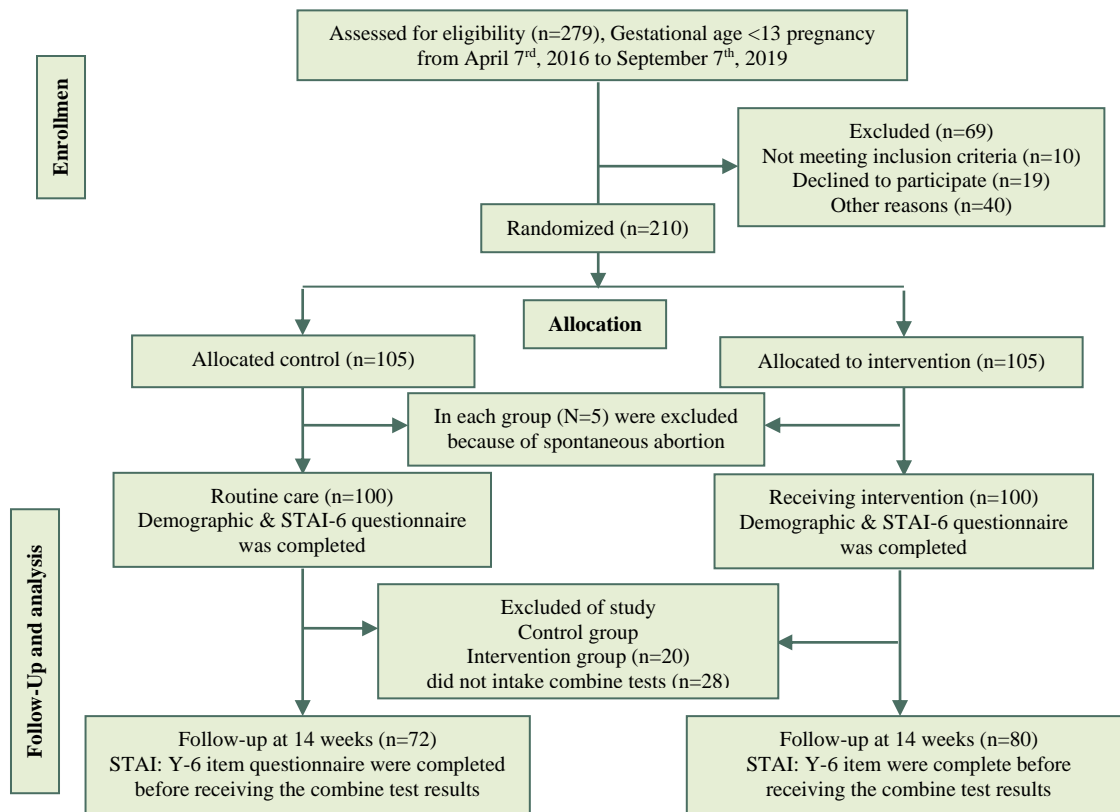 Assessed for eligibility (n=279), Gestational age <13 pregnancy
from April 7rd, 2016 to September 7th, 2019
Enrollmen
Excluded (n=69)
Not meeting inclusion criteria (n=10)
Declined to participate (n=19)
Other reasons (n=40)
Randomized (n=210)
Allocation
Allocated control (n=105)
Allocated to intervention (n=105)
In each group (N=5) were excluded
because of spontaneous abortion
Routine care (n=100)
Demographic & STAI-6 questionnaire
was completed
Receiving intervention (n=100)
Demographic & STAI-6 questionnaire
was completed
Follow-Up and analysis
Excluded of study
Control group
Intervention group (n=20)
did not intake combine tests (n=28)
Follow-up at 14 weeks (n=72)
STAI: Y-6 item questionnaire were completed
before receiving the combine test results
Follow-up at 14 weeks (n=80)
STAI: Y-6 item were complete before
receiving the combine test results